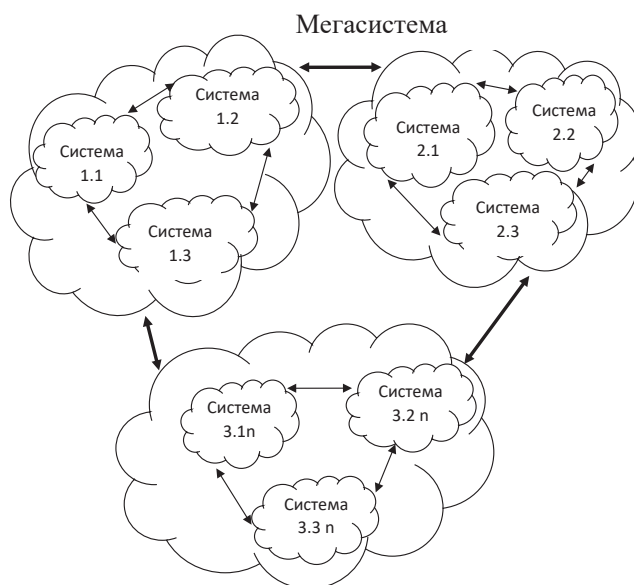 Мегасистема
Система
1.2
Система
1.1
Система
1.3
Система
2.1
Система
2.2
Система
2.3
Система
3.1n
Система
3.2 n
Система
3.3 n